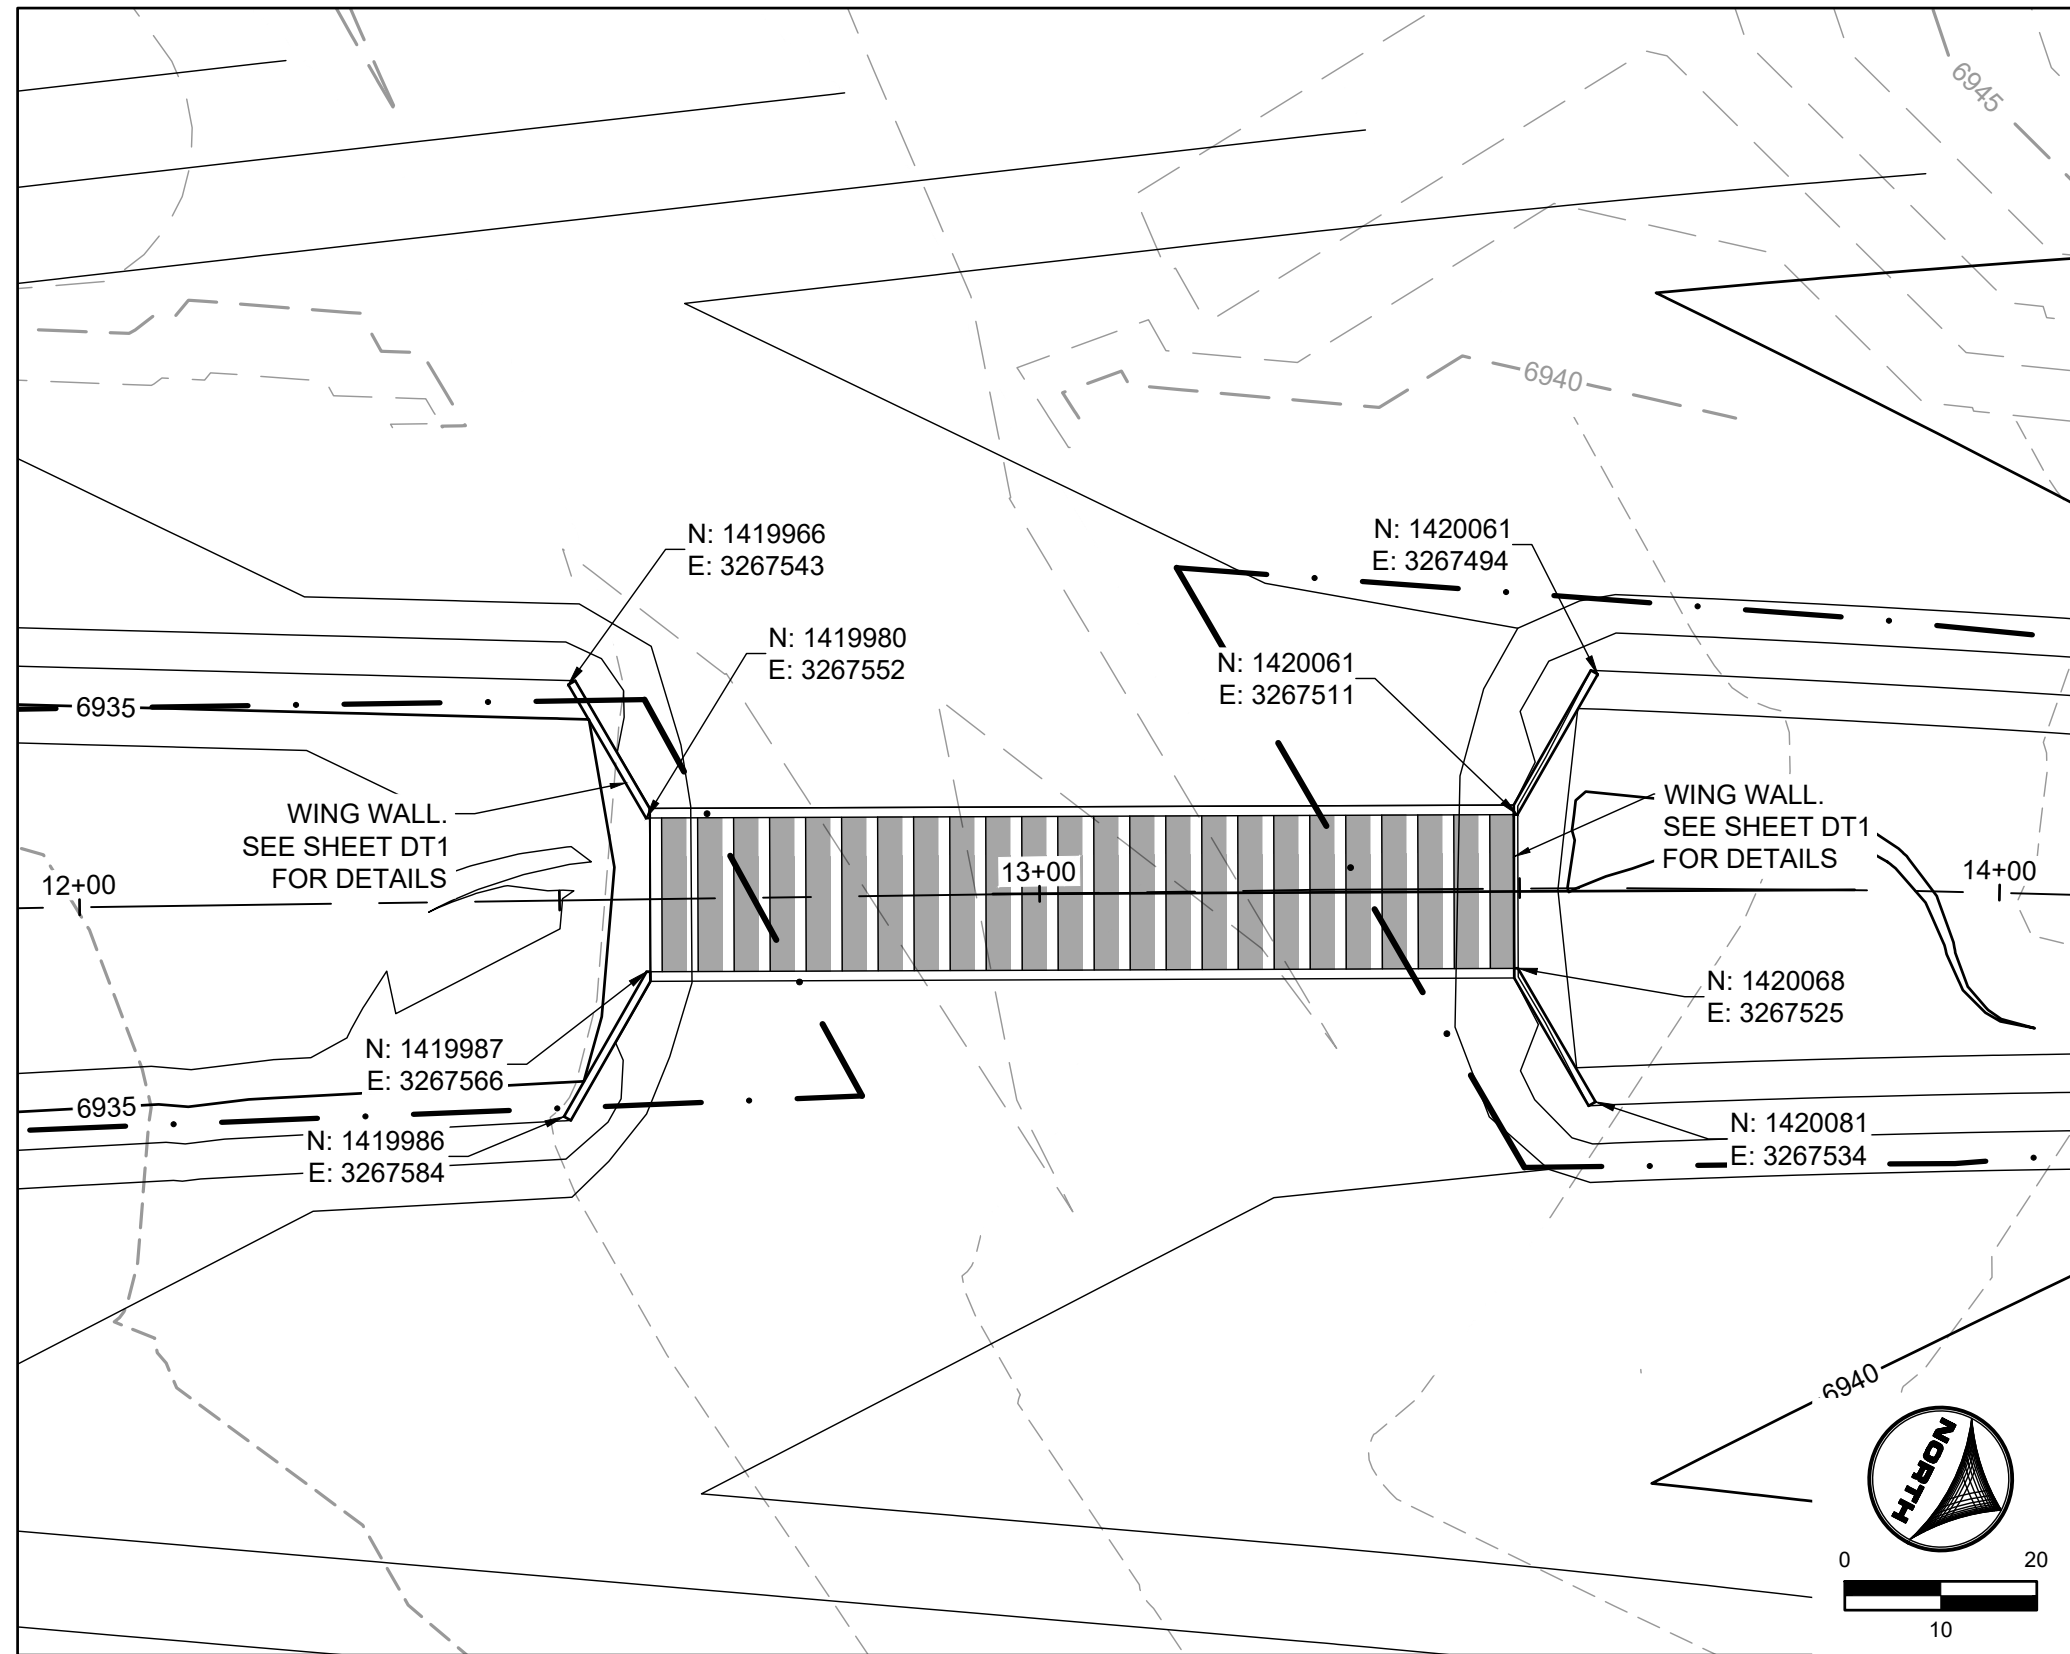 6945
6940
N: 1419966
E: 3267543
N: 1420061
E: 3267494
N: 1419980
E: 3267552
N: 1420061
E: 3267511
6935
WING WALL.
SEE SHEET DT1
FOR DETAILS
WING WALL.
SEE SHEET DT1
FOR DETAILS
12+00
13+00
14+00
N: 1420068
E: 3267525
N: 1419987
E: 3267566
6935
N: 1419986
E: 3267584
N: 1420081
E: 3267534
6940
NORTH
0 20
10